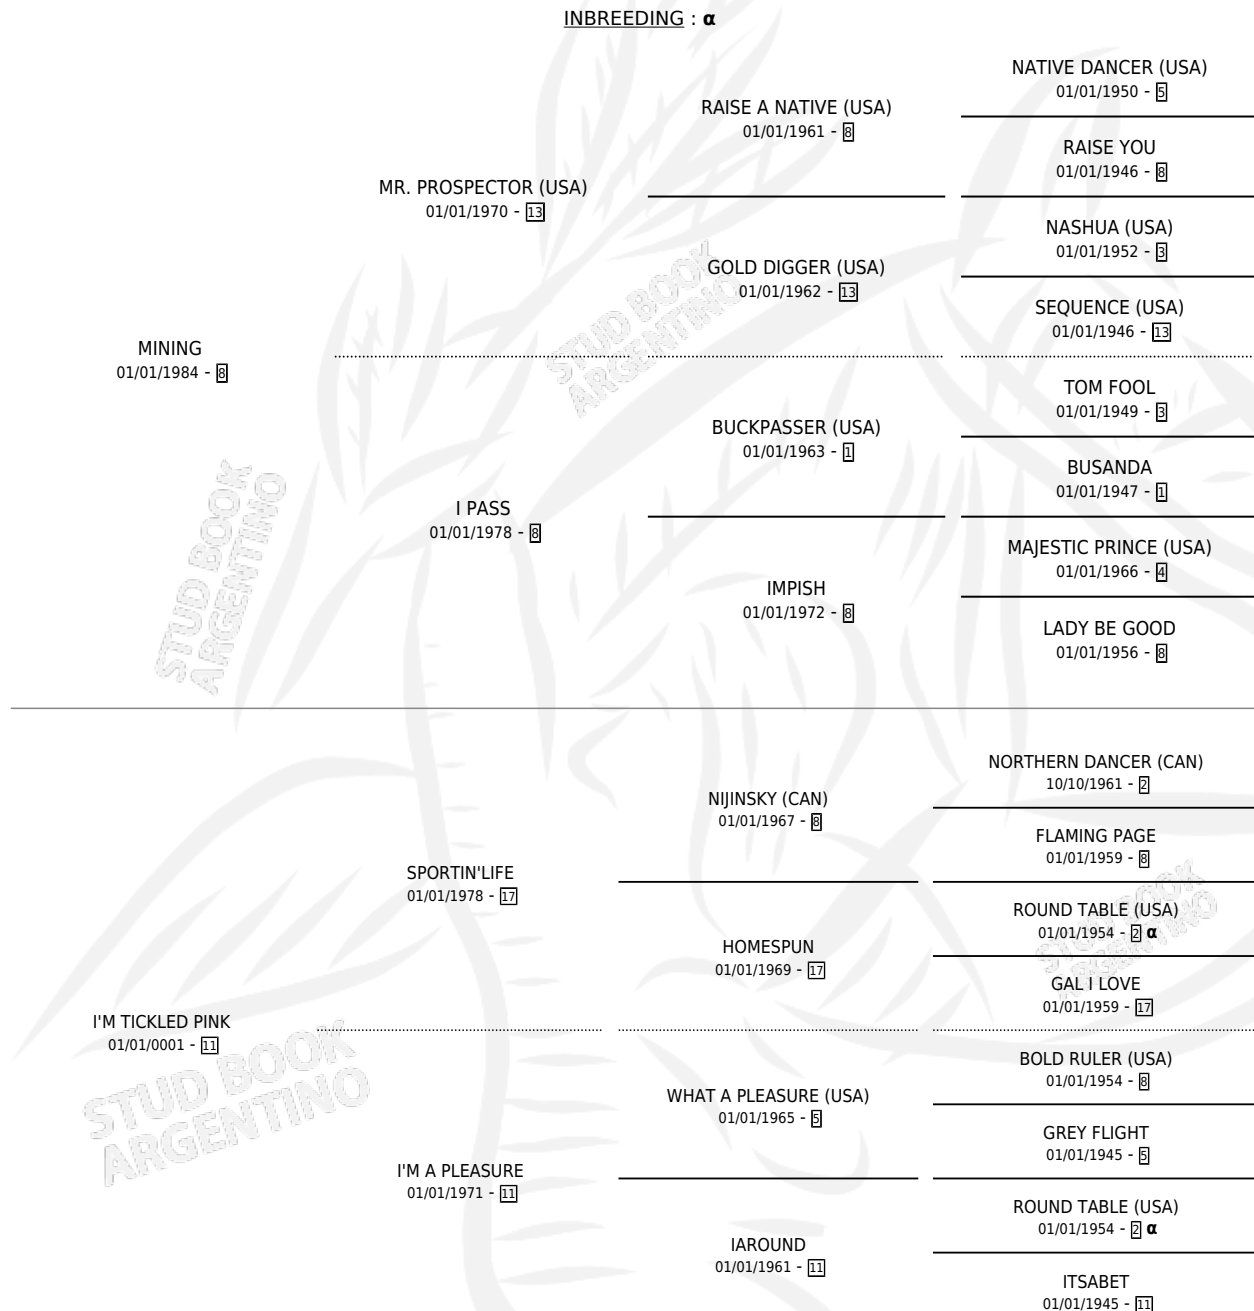 INBREEDING : α
NATIVE DANCER (USA)
01/01/1950 - 5
RAISE A NATIVE (USA)
01/01/1961 - 8
RAISE YOU
01/01/1946 - 8
MR. PROSPECTOR (USA)
01/01/1970 - 13
NASHUA (USA)
01/01/1952 - 3
GOLD DIGGER (USA)
01/01/1962 - 13
SEQUENCE (USA)
01/01/1946 - 13
MINING
01/01/1984 - 8
TOM FOOL
01/01/1949 - 3
BUCKPASSER (USA)
01/01/1963 - 1
BUSANDA
01/01/1947 - 1
I PASS
01/01/1978 - 8
MAJESTIC PRINCE (USA)
01/01/1966 - 4
IMPISH
01/01/1972 - 8
LADY BE GOOD
01/01/1956 - 8
NORTHERN DANCER (CAN)
10/10/1961 - 2
NIJINSKY (CAN)
01/01/1967 - 8
FLAMING PAGE
01/01/1959 - 8
SPORTIN'LIFE
01/01/1978 - 17
ROUND TABLE (USA)
01/01/1954 - 2 α
HOMESPUN
01/01/1969 - 17
GAL I LOVE
01/01/1959 - 17
I'M TICKLED PINK
01/01/0001 - 11
BOLD RULER (USA)
01/01/1954 - 8
WHAT A PLEASURE (USA)
01/01/1965 - 5
GREY FLIGHT
01/01/1945 - 5
I'M A PLEASURE
01/01/1971 - 11
ROUND TABLE (USA)
01/01/1954 - 2 α
IAROUND
01/01/1961 - 11
ITSABET
01/01/1945 - 11
STUD BOOK
ARGENTINO
STUD BOOK
ARGENTINO
STUD BOOK
ARGENTINO
STUD BOOK
ARGENTINO